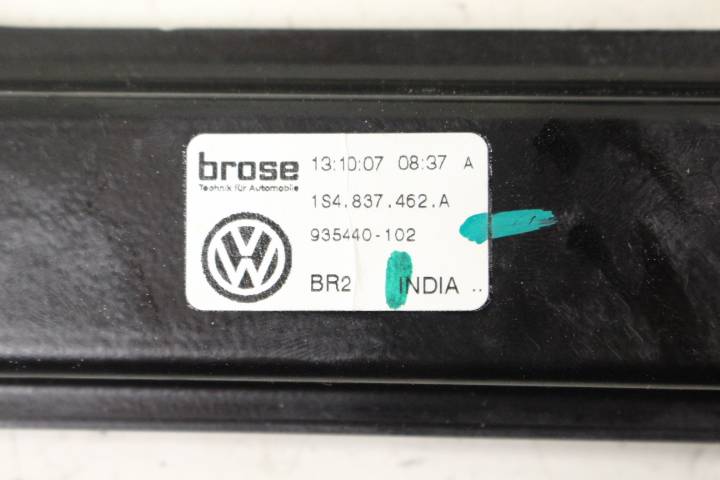 brose 13:10:07 08:37 A
Technik für Automobile
1S4.837.462.A
935440-102
BR2 INDIA ..